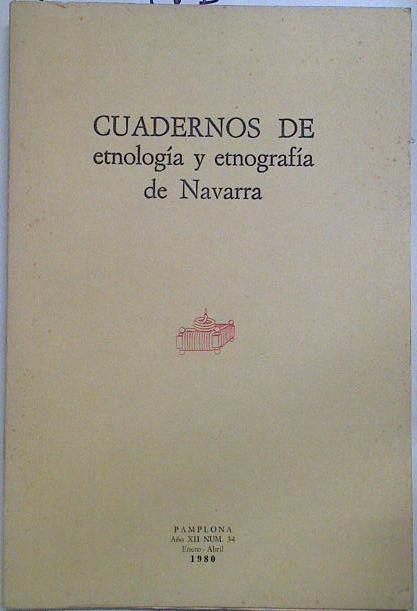 CUADERNOS DE
etnología y etnografía
de Navarra
PAMPLONA
Año XII NUM. 34
Enero - Abril
1980